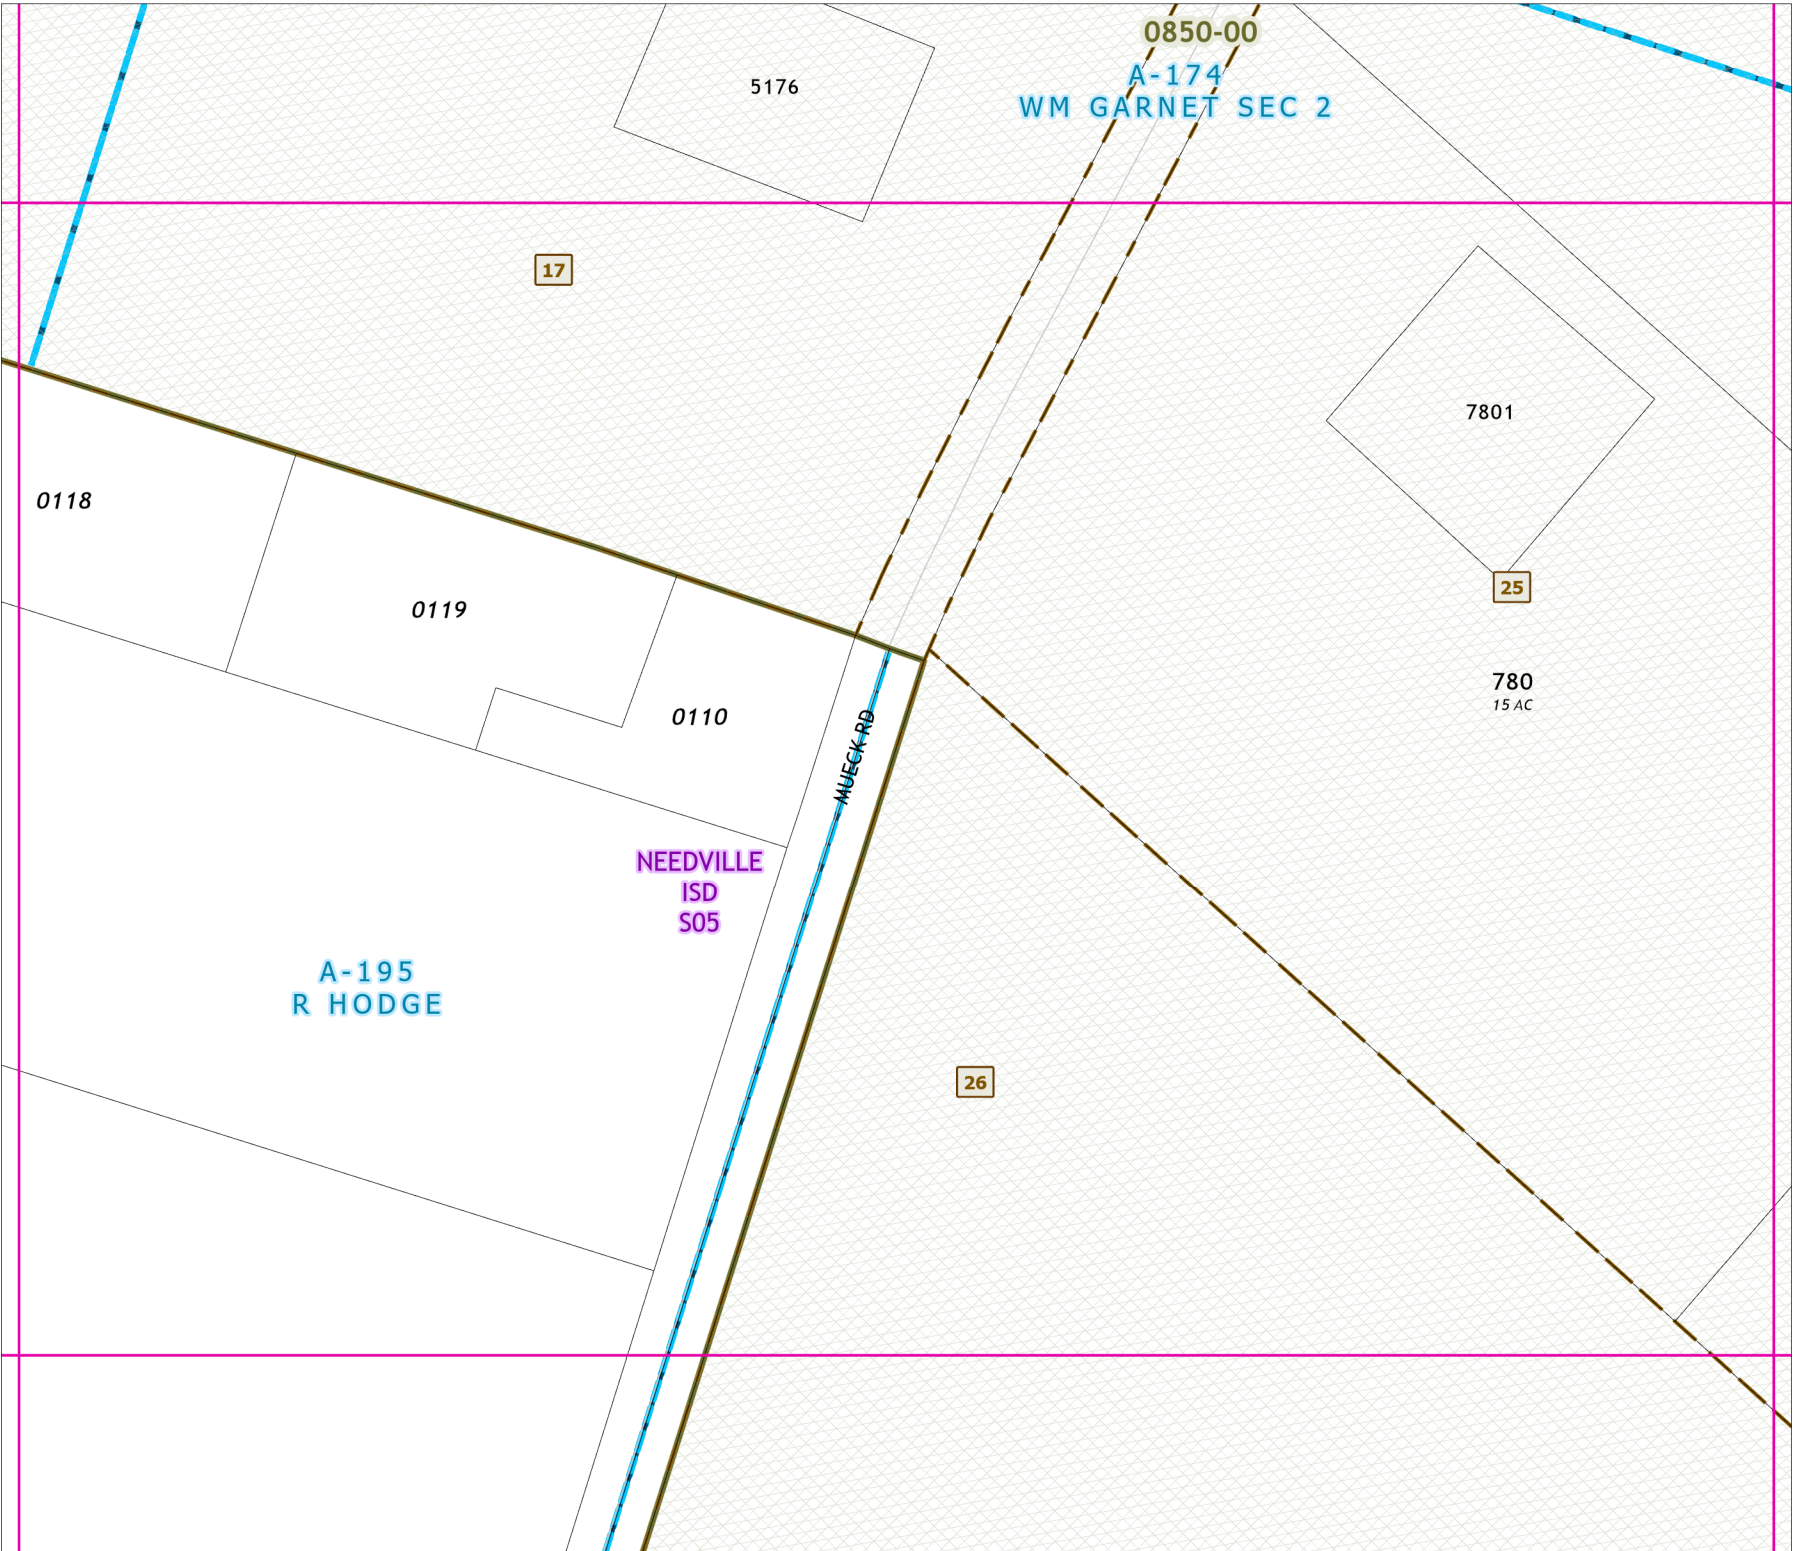 0850-00
A-174
WM GARNET SEC 2
5176
17
7801
0118
25
0119
780
15 AC
0110
MUECK RD
NEEDVILLE
ISD
S05
A-195
R HODGE
26